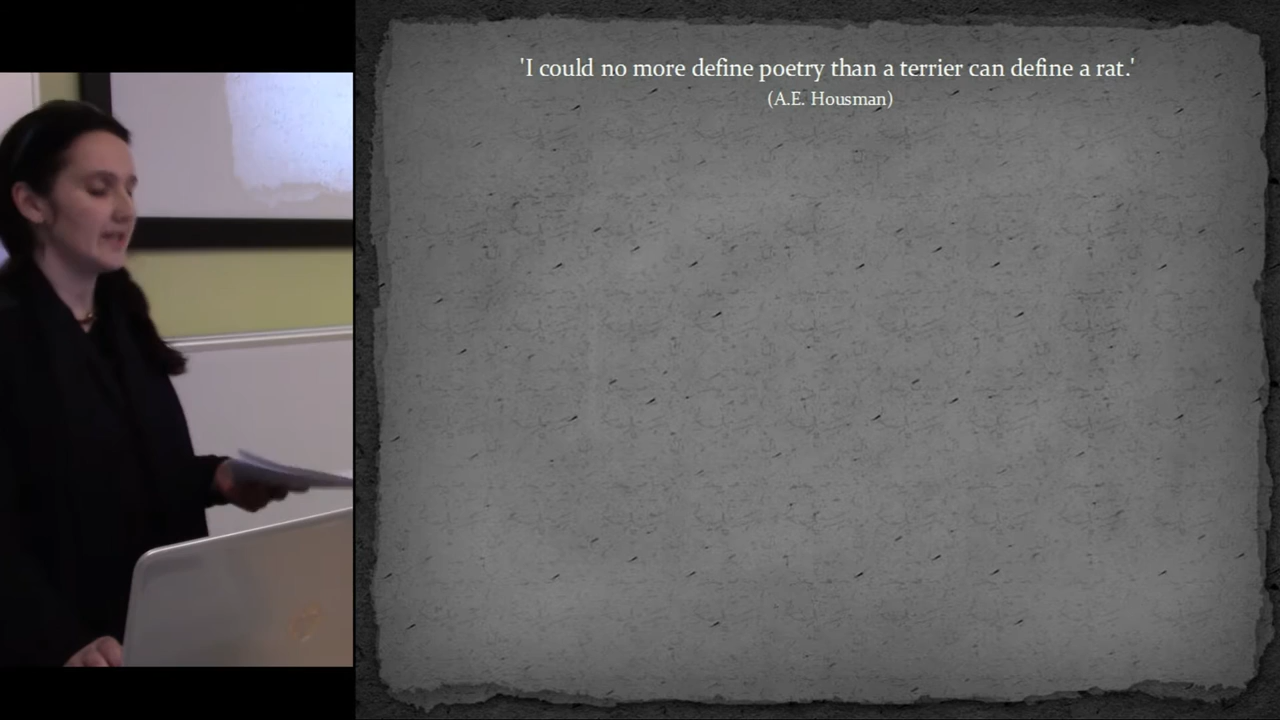 'I could no more define poetry than a terrier can define a rat.'
(A.E. Housman)